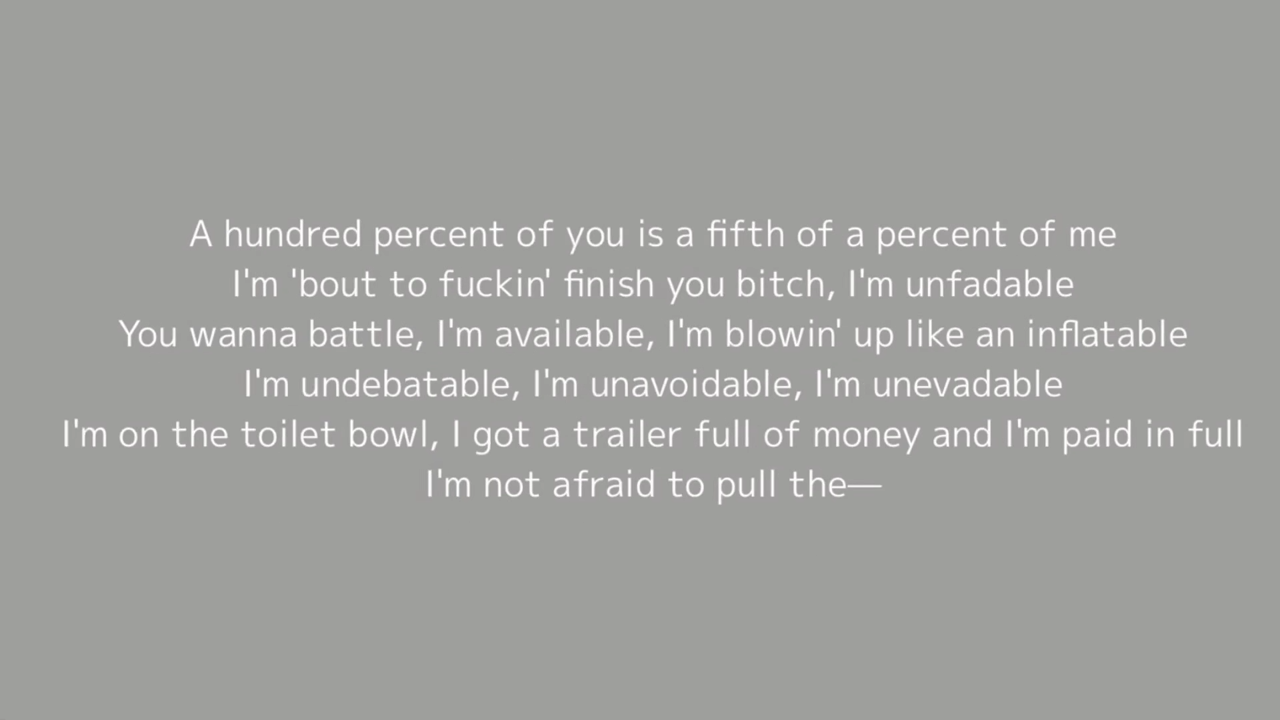 A hundred percent of you is a fifth of a percent of me
I'm 'bout to fuckin' finish you bitch, I'm unfadable
You wanna battle, I'm available, I'm blowin' up like an inflatable
I'm undebatable, I'm unavoidable, I'm unevadable
I'm on the toilet bowl, I got a trailer full of money and I'm paid in full
I'm not afraid to pull the—